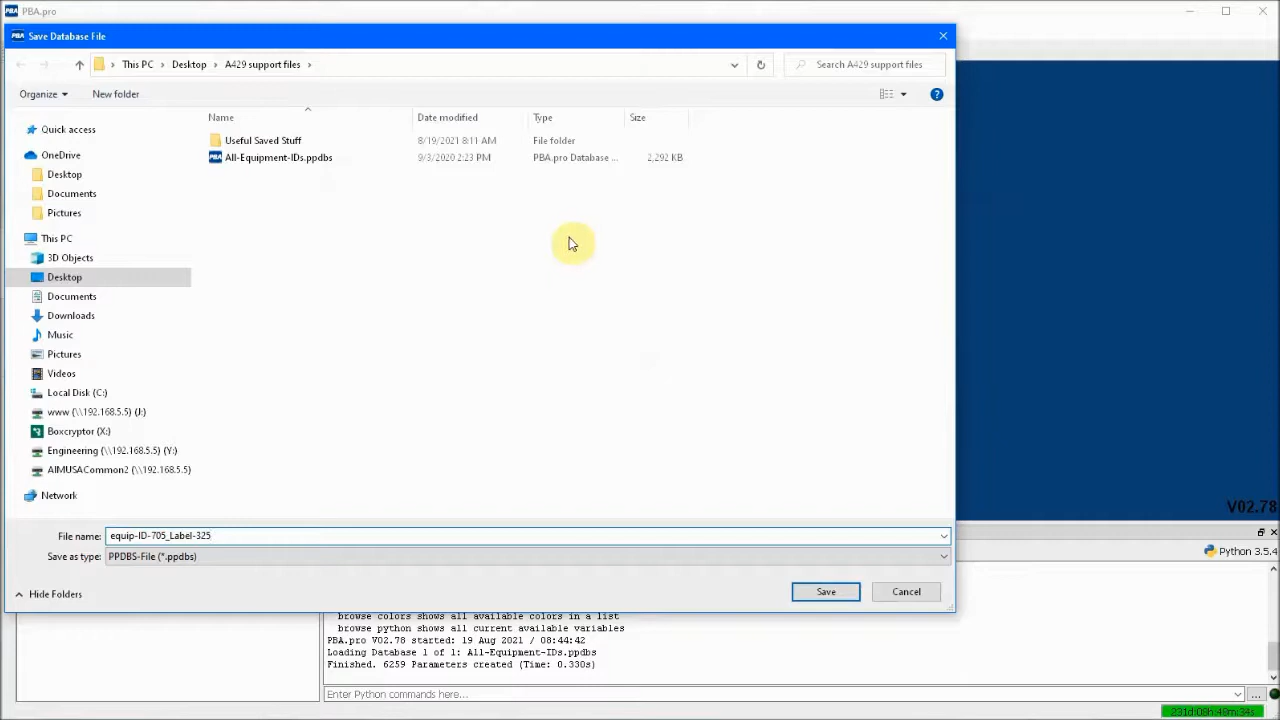 PBA.pro
Save Database File
This PC > Desktop > A429 support files >
Search A429 support files
Organize
New folder
Name
Date modified
Type
Size
Useful Saved Stuff
8/19/2021 8:11 AM
File folder
All-Equipment-IDs.ppdbs
9/3/2020 2:23 PM
PBA.pro Database ...
2,292 KB
Quick access
OneDrive
Desktop
Documents
Pictures
This PC
3D Objects
Desktop
Documents
Downloads
Music
Pictures
Videos
Local Disk (C:)
www (\\192.168.5.5) (J:)
Boxcryptor (X:)
Engineering (\\192.168.5.5) (Y:)
AIMUSACommon2 (\\192.168.5.5)
Network
File name: equip-ID-705_Label-325
Save as type: PPDBS-File (*.ppdbs)
Hide Folders
Save
Cancel
V02.78
Python 3.5.4
browse colors shows all available colors in a list
browse python shows all current available variables
PBA.pro V02.78 started: 19 Aug 2021 / 08:44:42
Loading Database 1 of 1: All-Equipment-IDs.ppdbs
Finished. 6259 Parameters created (Time: 0.330s)
Enter Python commands here...
...
231d:08h:48m:34s